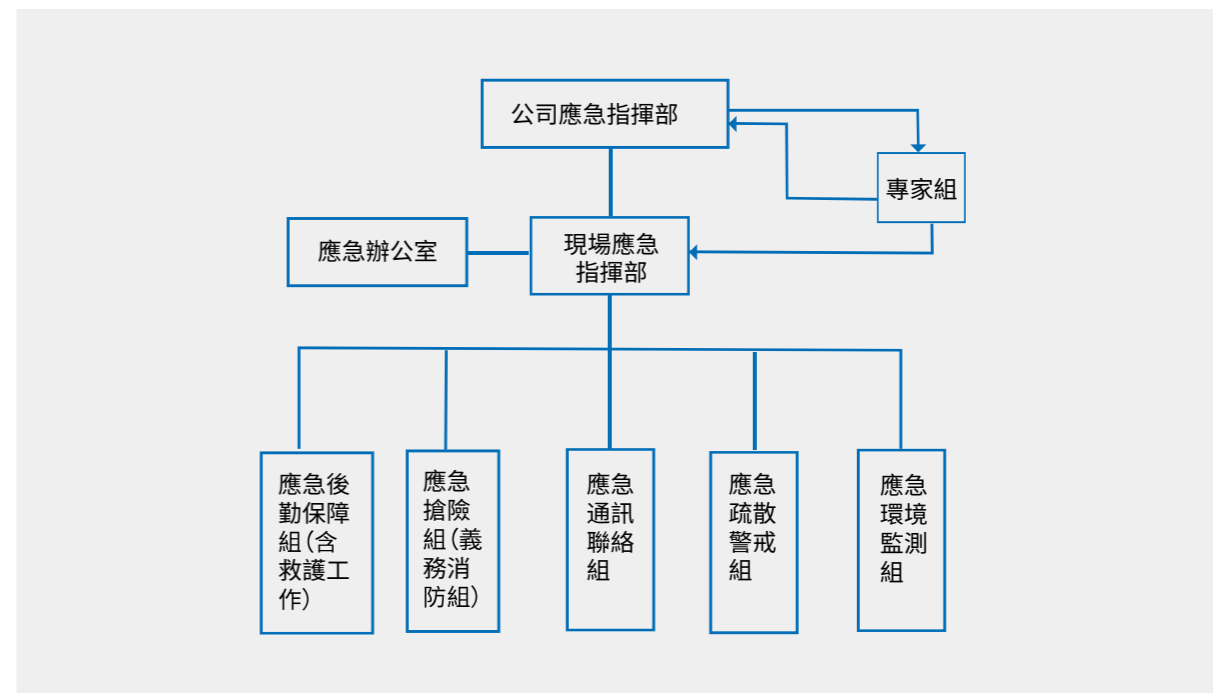 公司應急指揮部
專家組
應急辦公室
現場應急
指揮部
應急後
勤保障
組(含
救護工
作)
應急
搶險
組(義
務消
防組)
應急
通訊
聯絡
組
應急
疏散
警戒
組
應急
環境
監測
組